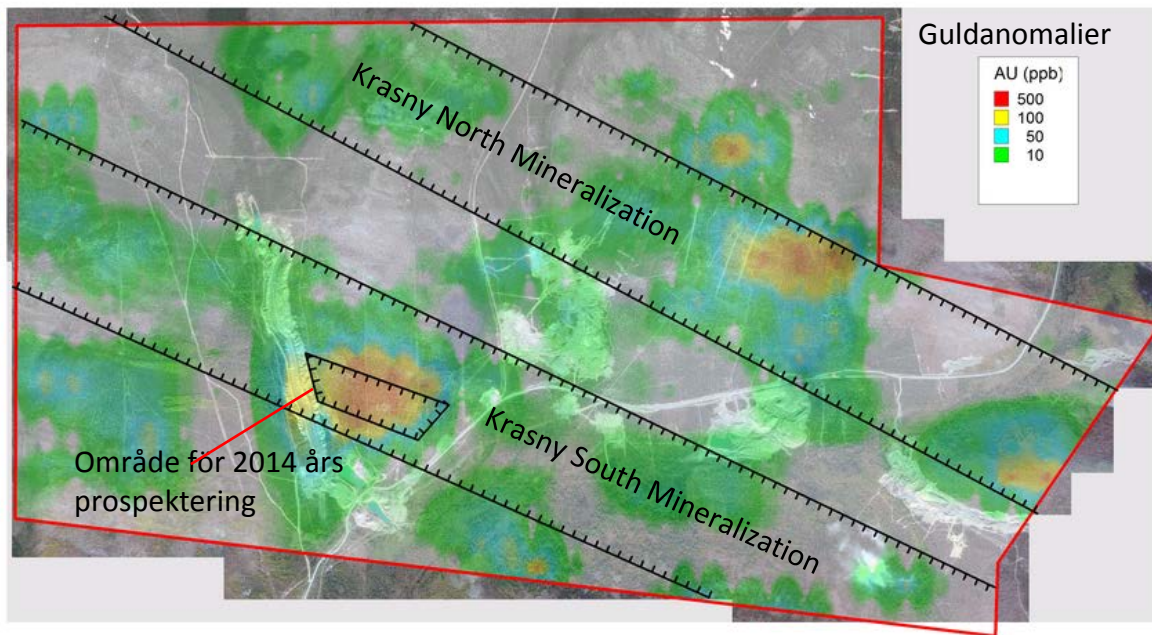 Guldanomalier
AU (ppb)
500
100
50
10
Krasny North Mineralization
Krasny South Mineralization
Område för 2014 års
prospektering